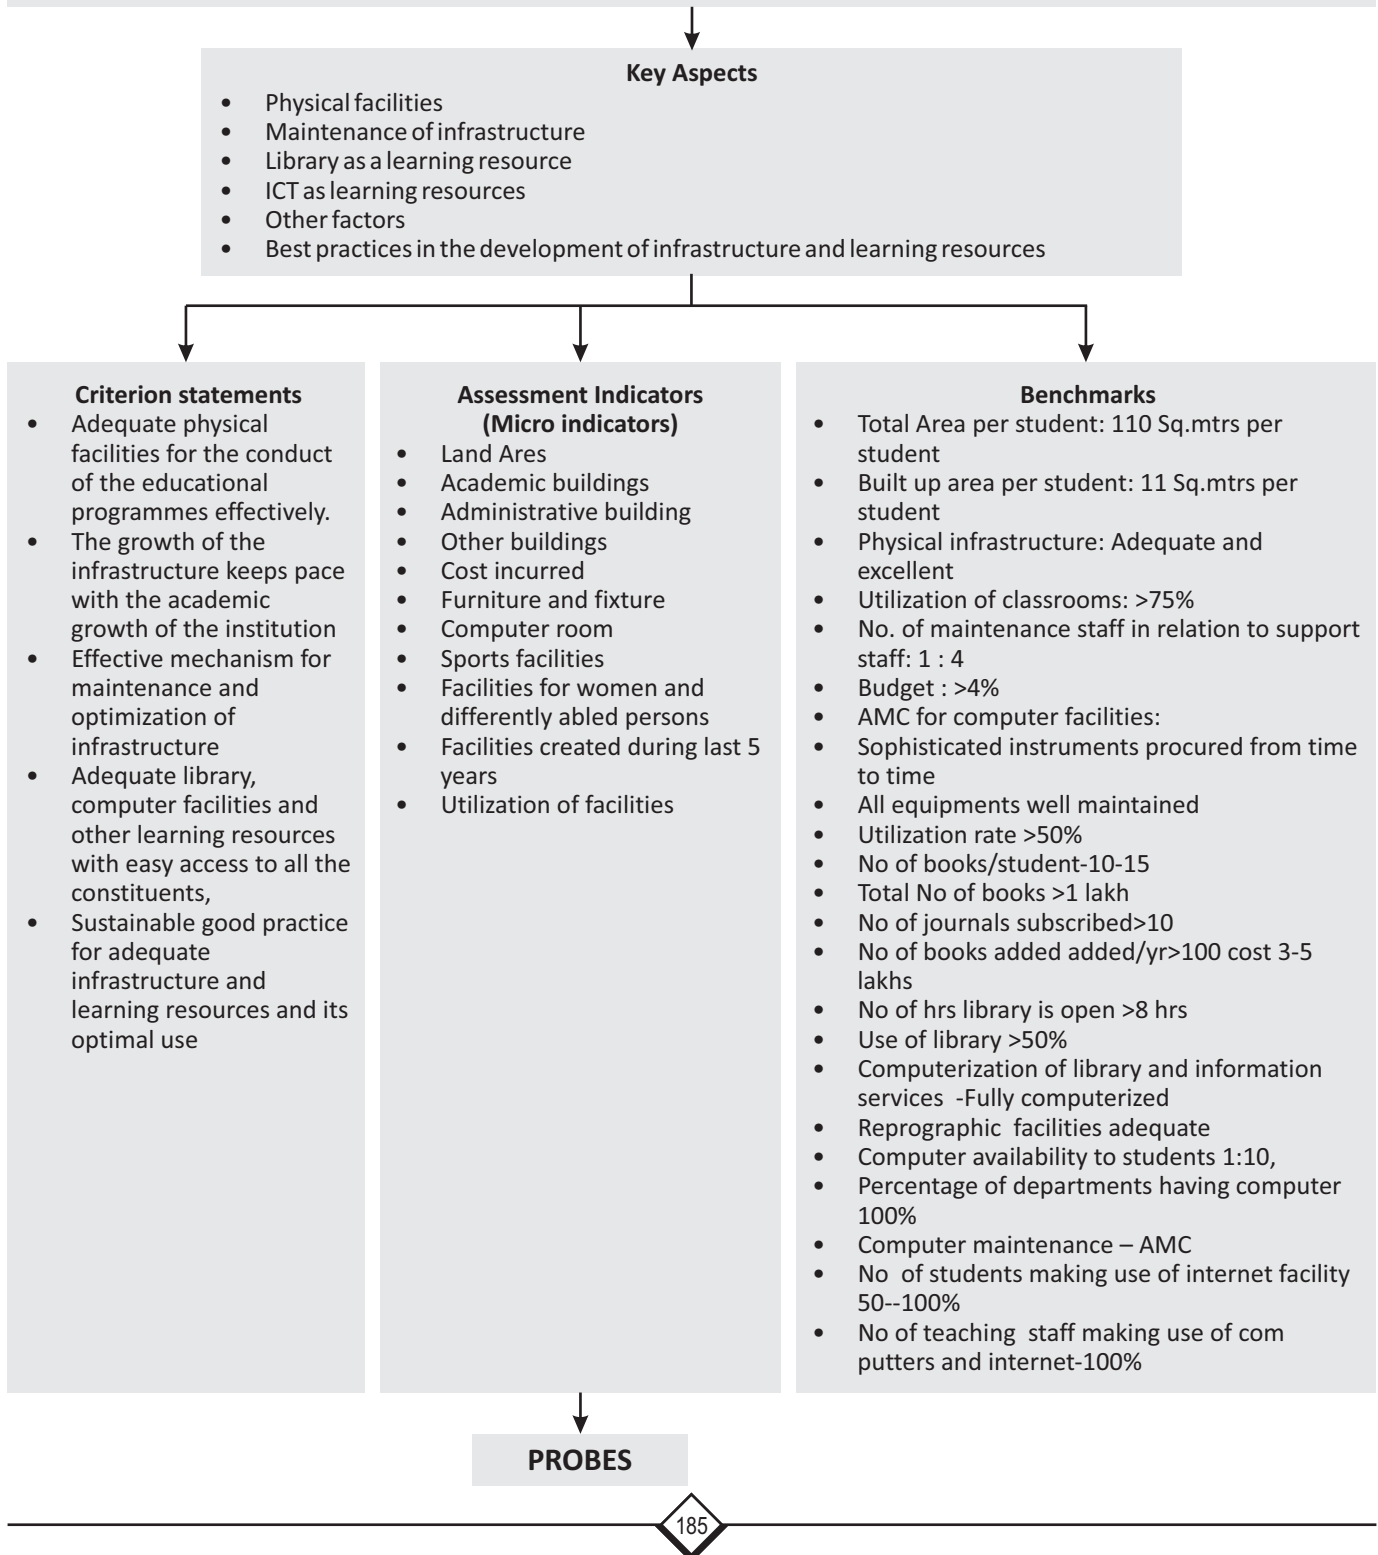 Key Aspects
• Physical facilities
• Maintenance of infrastructure
• Library as a learning resource
• ICT as learning resources
• Other factors
• Best practices in the development of infrastructure and learning resources
Criterion statements
• Adequate physical
facilities for the conduct
of the educational
programmes effectively.
• The growth of the
infrastructure keeps pace
with the academic
growth of the institution
• Effective mechanism for
maintenance and
optimization of
infrastructure
• Adequate library,
computer facilities and
other learning resources
with easy access to all the
constituents,
• Sustainable good practice
for adequate
infrastructure and
learning resources and its
optimal use
Assessment Indicators
(Micro indicators)
• Land Ares
• Academic buildings
• Administrative building
• Other buildings
• Cost incurred
• Furniture and fixture
• Computer room
• Sports facilities
• Facilities for women and
differently abled persons
• Facilities created during last 5
years
• Utilization of facilities
Benchmarks
• Total Area per student: 110 Sq.mtrs per
student
• Built up area per student: 11 Sq.mtrs per
student
• Physical infrastructure: Adequate and
excellent
• Utilization of classrooms: >75%
• No. of maintenance staff in relation to support
staff: 1 : 4
• Budget : >4%
• AMC for computer facilities:
• Sophisticated instruments procured from time
to time
• All equipments well maintained
• Utilization rate >50%
• No of books/student-10-15
• Total No of books >1 lakh
• No of journals subscribed>10
• No of books added added/yr>100 cost 3-5
lakhs
• No of hrs library is open >8 hrs
• Use of library >50%
• Computerization of library and information
services -Fully computerized
• Reprographic facilities adequate
• Computer availability to students 1:10,
• Percentage of departments having computer
100%
• Computer maintenance – AMC
• No of students making use of internet facility
50--100%
• No of teaching staff making use of com
putters and internet-100%
PROBES
185